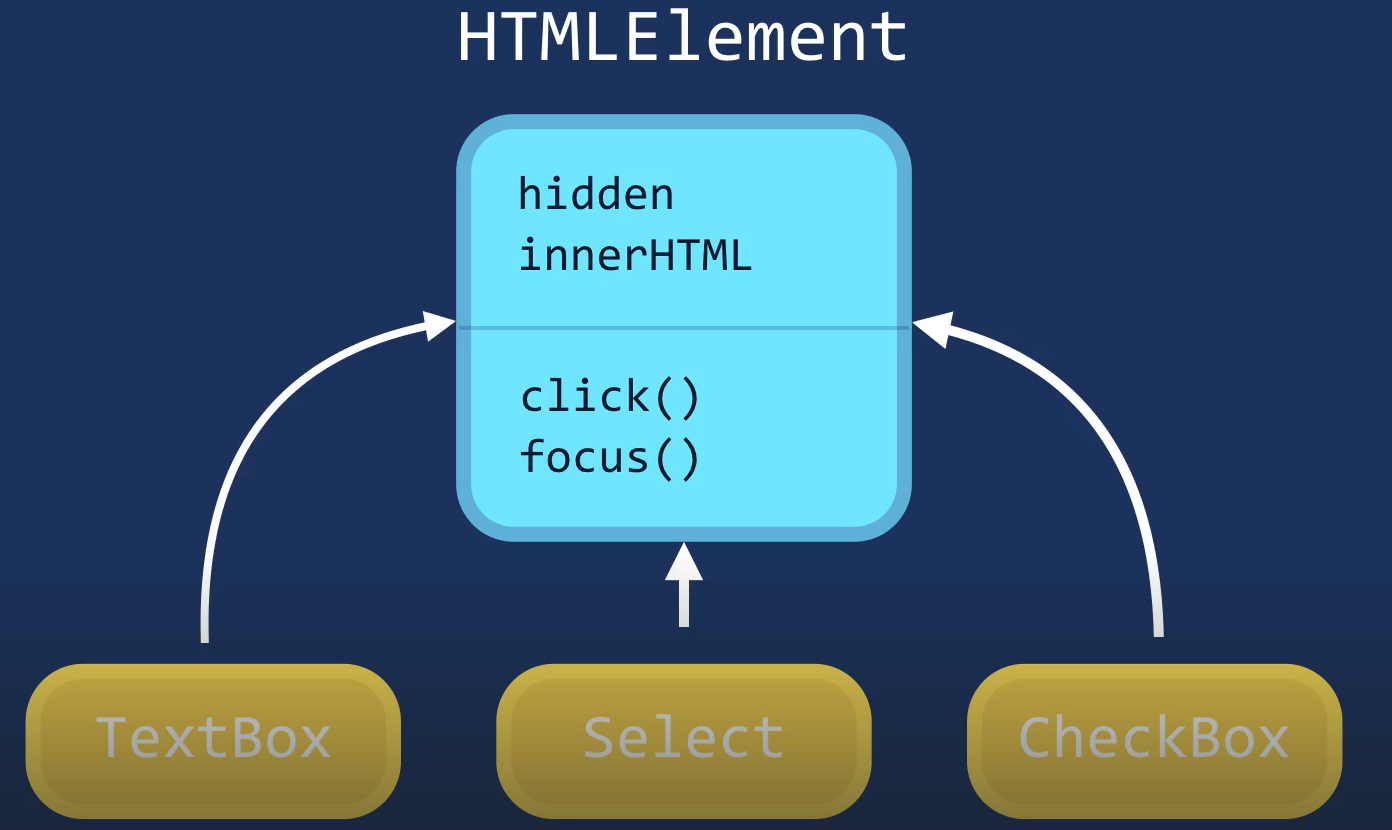 HTMLElement
hidden
innerHTML
click()
focus()
TextBox
Select
CheckBox